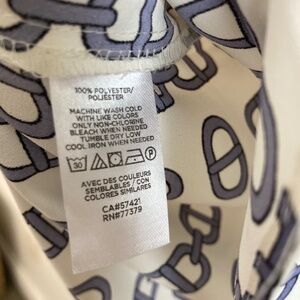 100% POLYESTER/
POLIÉSTER
MACHINE WASH COLD
WITH LIKE COLORS
ONLY NON-CHLORINE
BLEACH WHEN NEEDED
TUMBLE DRY LOW
COOL IRON WHEN NEEDED
30
P
AVEC DES COULEURS
SEMBLABLES / CON
COLORES SIMILARES
CA#57421
RN#77379